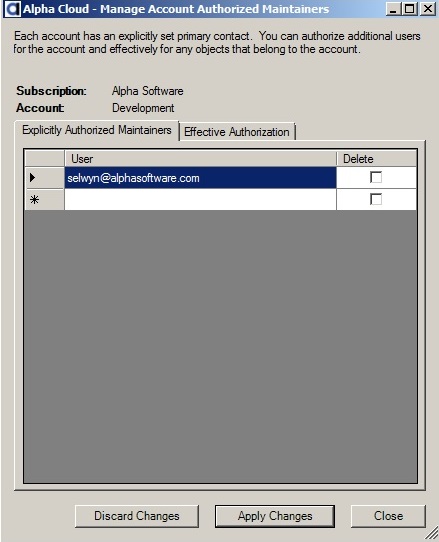 Alpha Cloud - Manage Account Authorized Maintainers
Each account has an explicitly set primary contact. You can authorize additional users
for the account and effectively for any objects that belong to the account.
Subscription: Alpha Software
Account: Development
Explicitly Authorized Maintainers Effective Authorization
User Delete
selwyn@alphasoftware.com
Discard Changes Apply Changes Close